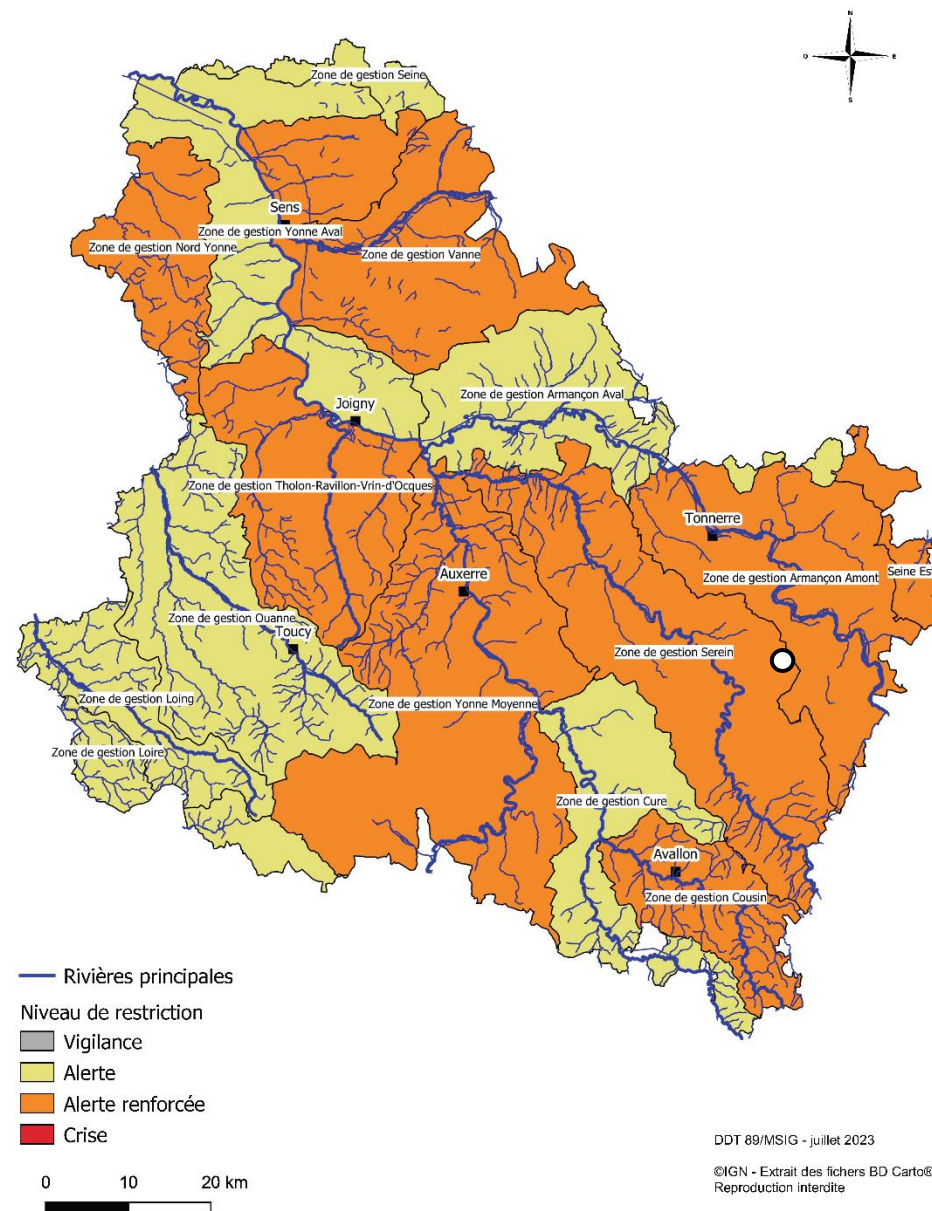 N
O
E
S
Zone de gestion Seine
Sens
Zone de gestion Yonne Aval
Zone de gestion Nord Yonne
Zone de gestion Vanne
Zone de gestion Armançon Aval
Joigny
Zone de gestion Tholon-Ravillon-Vrin-d'Ocques
Tonnerre
Auxerre
Zone de gestion Armançon Amont
Seine Es
Zone de gestion Ouanne
Toucy
Zone de gestion Serein
Zone de gestion Loing
Zone de gestion Yonne Moyenne
Zone de gestion Loire
Zone de gestion Cure
Avallon
Zone de gestion Cousin
Rivières principales
Niveau de restriction
Vigilance
Alerte
Alerte renforcée
Crise
0 10 20 km
DDT 89/MSIG - juillet 2023
©IGN - Extrait des fichiers BD Carto®
Reproduction interdite